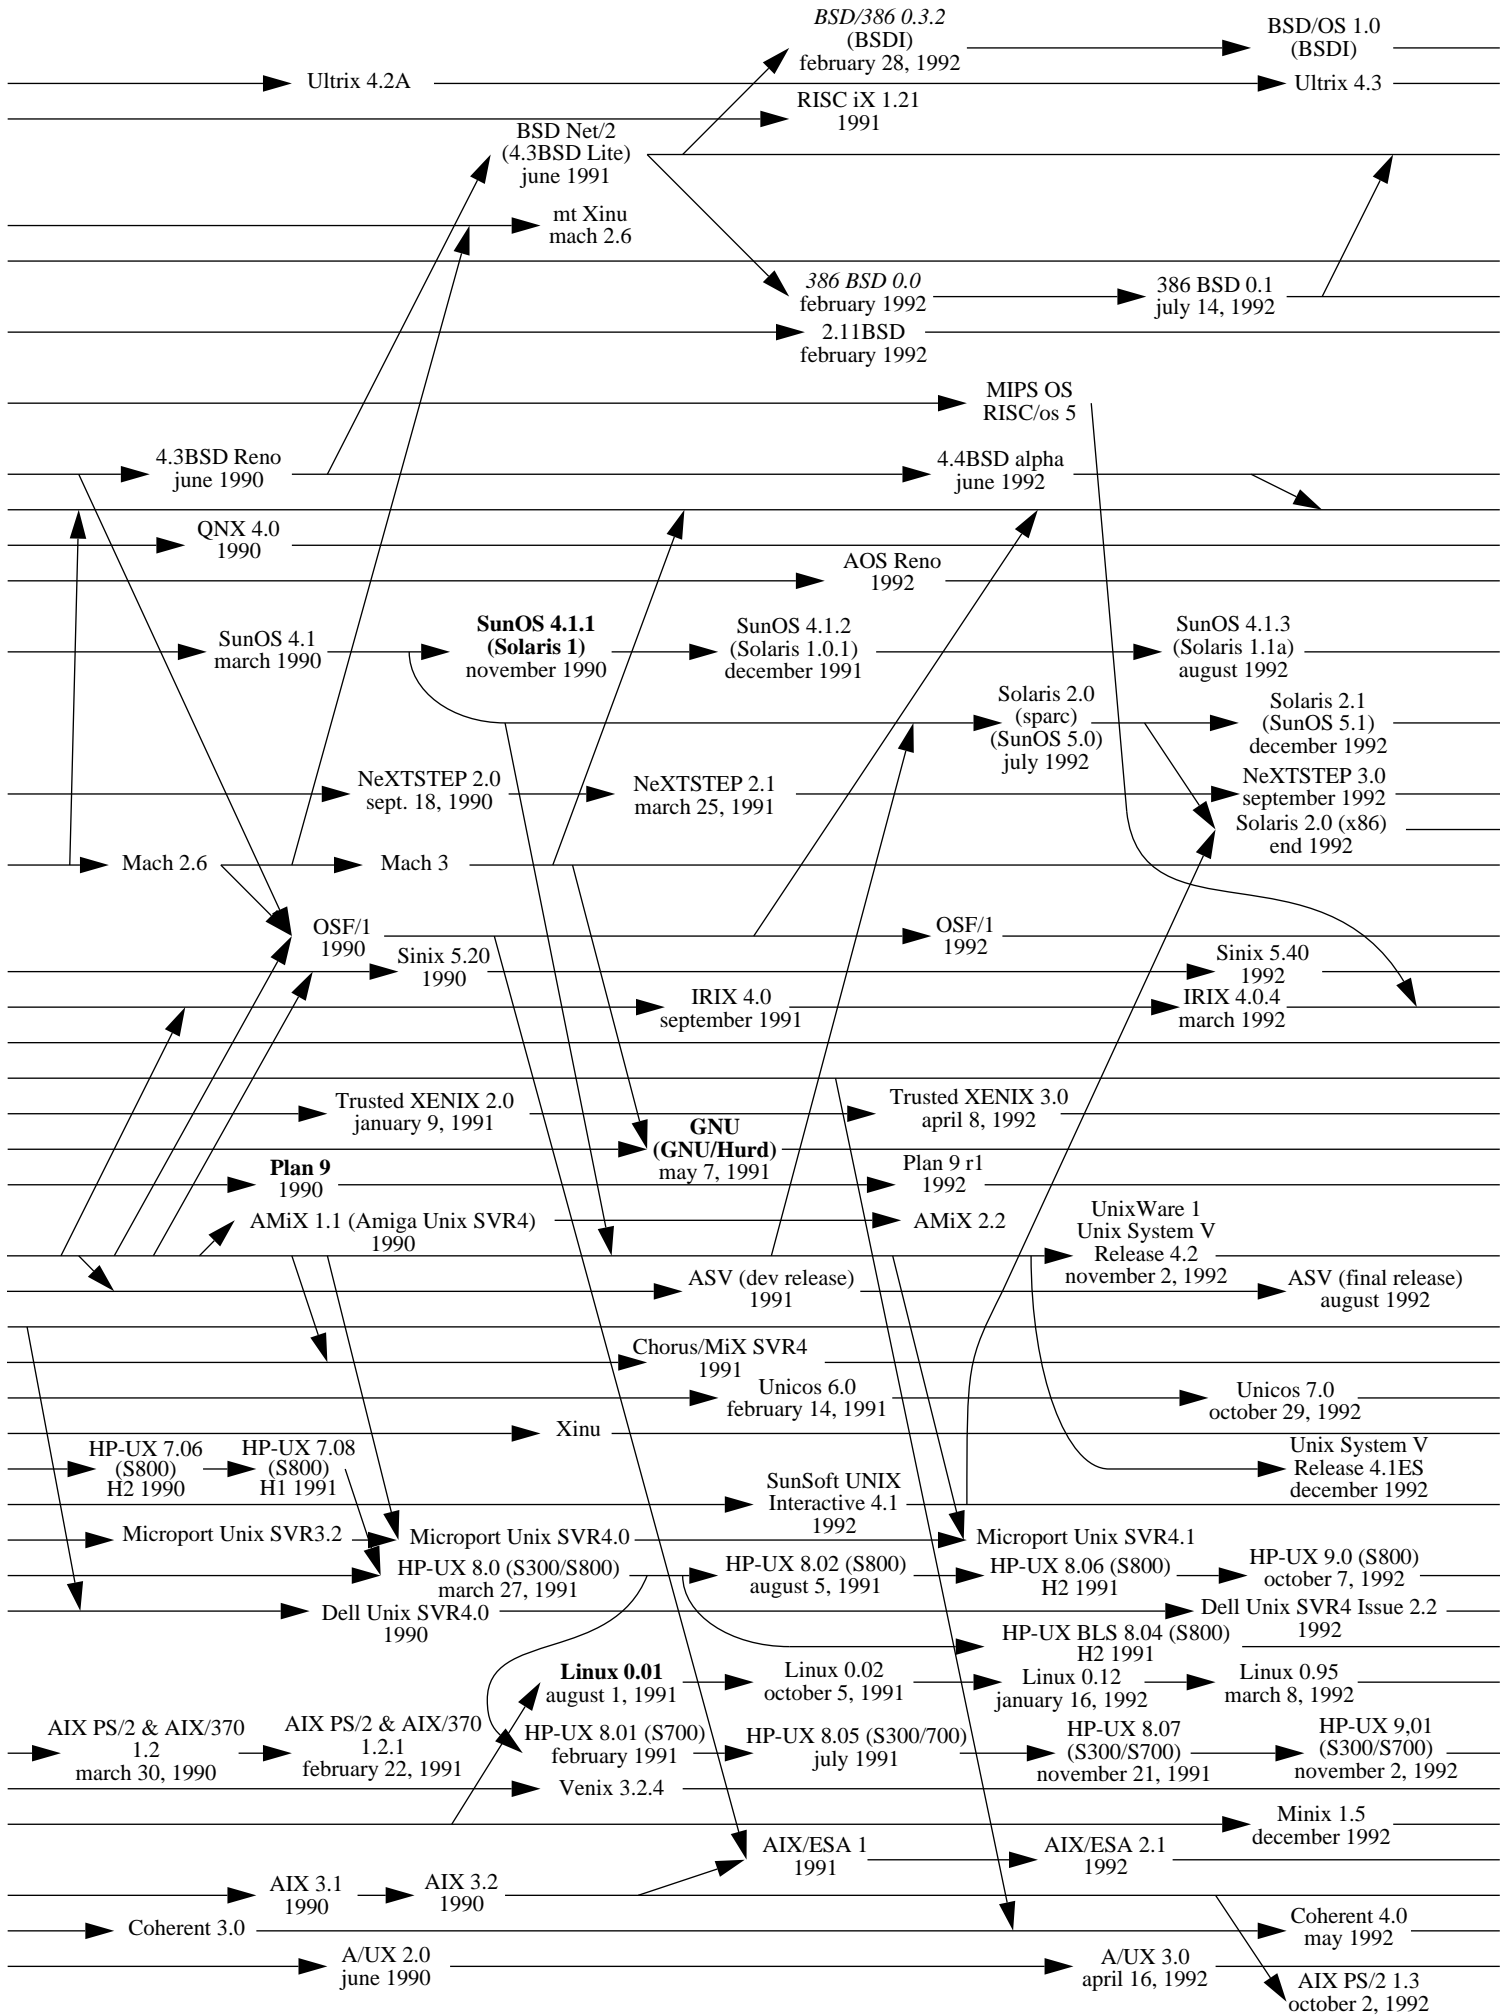 BSD/386 0.3.2
(BSDI)
february 28, 1992
BSD/OS 1.0
(BSDI)
Ultrix 4.2A
Ultrix 4.3
RISC iX 1.21
1991
BSD Net/2
(4.3BSD Lite)
june 1991
mt Xinu
mach 2.6
386 BSD 0.0
february 1992
386 BSD 0.1
july 14, 1992
2.11BSD
february 1992
MIPS OS
RISC/os 5
4.3BSD Reno
june 1990
4.4BSD alpha
june 1992
QNX 4.0
1990
AOS Reno
1992
SunOS 4.1
march 1990
SunOS 4.1.1
(Solaris 1)
november 1990
SunOS 4.1.2
(Solaris 1.0.1)
december 1991
SunOS 4.1.3
(Solaris 1.1a)
august 1992
Solaris 2.0
(sparc)
(SunOS 5.0)
july 1992
Solaris 2.1
(SunOS 5.1)
december 1992
NeXTSTEP 2.0
sept. 18, 1990
NeXTSTEP 2.1
march 25, 1991
NeXTSTEP 3.0
september 1992
Solaris 2.0 (x86)
end 1992
Mach 2.6
Mach 3
OSF/1
1990
OSF/1
1992
Sinix 5.20
1990
Sinix 5.40
1992
IRIX 4.0
september 1991
IRIX 4.0.4
march 1992
Trusted XENIX 2.0
january 9, 1991
Trusted XENIX 3.0
april 8, 1992
GNU
(GNU/Hurd)
may 7, 1991
Plan 9
1990
Plan 9 r1
1992
AMiX 1.1 (Amiga Unix SVR4)
1990
AMiX 2.2
UnixWare 1
Unix System V
Release 4.2
november 2, 1992
ASV (dev release)
1991
ASV (final release)
august 1992
Chorus/MiX SVR4
1991
Unicos 6.0
february 14, 1991
Unicos 7.0
october 29, 1992
Xinu
HP-UX 7.06
(S800)
H2 1990
HP-UX 7.08
(S800)
H1 1991
Unix System V
Release 4.1ES
december 1992
SunSoft UNIX
Interactive 4.1
1992
Microport Unix SVR3.2
Microport Unix SVR4.0
Microport Unix SVR4.1
HP-UX 8.0 (S300/S800)
march 27, 1991
HP-UX 8.02 (S800)
august 5, 1991
HP-UX 8.06 (S800)
H2 1991
HP-UX 9.0 (S800)
october 7, 1992
Dell Unix SVR4.0
1990
Dell Unix SVR4 Issue 2.2
1992
HP-UX BLS 8.04 (S800)
H2 1991
Linux 0.01
august 1, 1991
Linux 0.02
october 5, 1991
Linux 0.12
january 16, 1992
Linux 0.95
march 8, 1992
AIX PS/2 & AIX/370
1.2
march 30, 1990
AIX PS/2 & AIX/370
1.2.1
february 22, 1991
HP-UX 8.01 (S700)
february 1991
HP-UX 8.05 (S300/700)
july 1991
HP-UX 8.07
(S300/S700)
november 21, 1991
HP-UX 9,01
(S300/S700)
november 2, 1992
Venix 3.2.4
Minix 1.5
december 1992
AIX/ESA 1
1991
AIX/ESA 2.1
1992
AIX 3.1
1990
AIX 3.2
1990
Coherent 3.0
Coherent 4.0
may 1992
A/UX 2.0
june 1990
A/UX 3.0
april 16, 1992
AIX PS/2 1.3
october 2, 1992